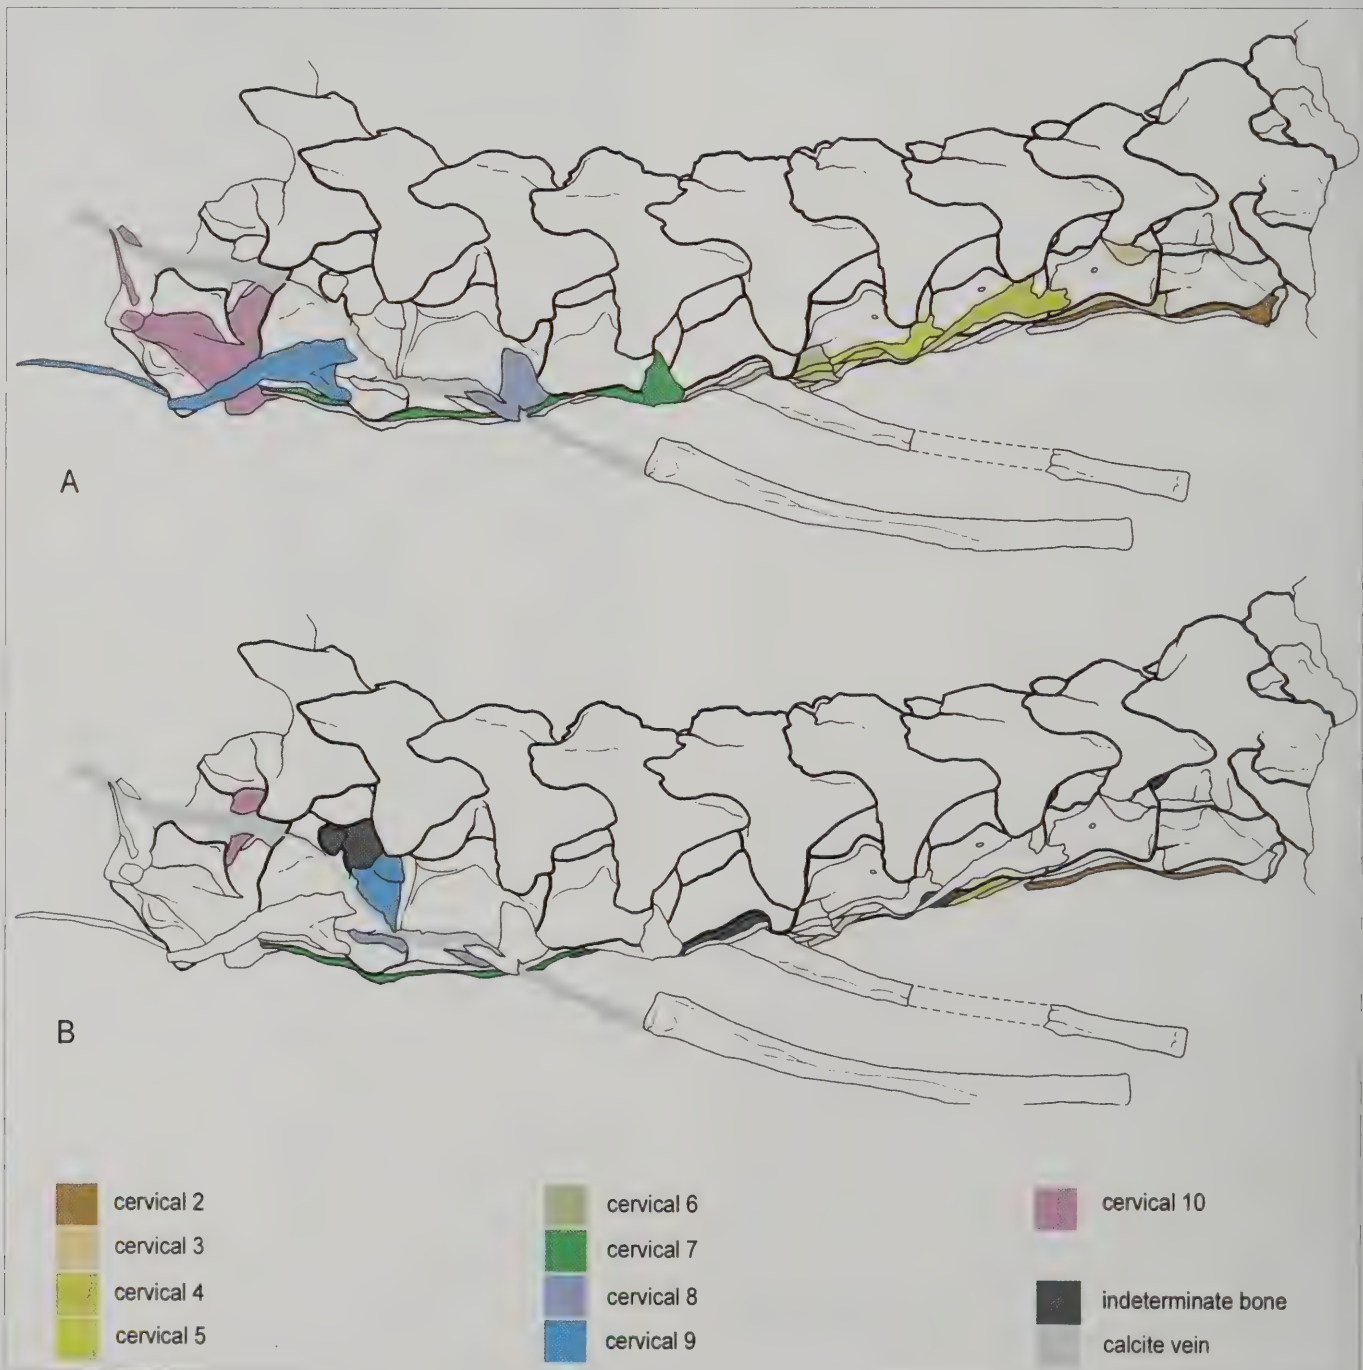 A
B
cervical 2
cervical 3
cervical 4
cervical 5
cervical 6
cervical 7
cervical 8
cervical 9
cervical 10
indeterminate bone
calcite vein